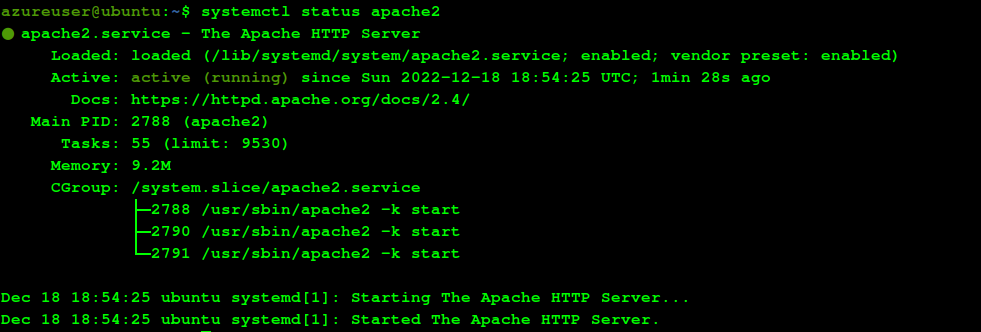 azureuser@ubuntu:~$ systemctl status apache2
● apache2.service - The Apache HTTP Server
Loaded: loaded (/lib/systemd/system/apache2.service; enabled; vendor preset: enabled)
Active: active (running) since Sun 2022-12-18 18:54:25 UTC; 1min 28s ago
Docs: https://httpd.apache.org/docs/2.4/
Main PID: 2788 (apache2)
Tasks: 55 (limit: 9530)
Memory: 9.2M
CGroup: /system.slice/apache2.service
├─2788 /usr/sbin/apache2 -k start
├─2790 /usr/sbin/apache2 -k start
└─2791 /usr/sbin/apache2 -k start
Dec 18 18:54:25 ubuntu systemd[1]: Starting The Apache HTTP Server...
Dec 18 18:54:25 ubuntu systemd[1]: Started The Apache HTTP Server.